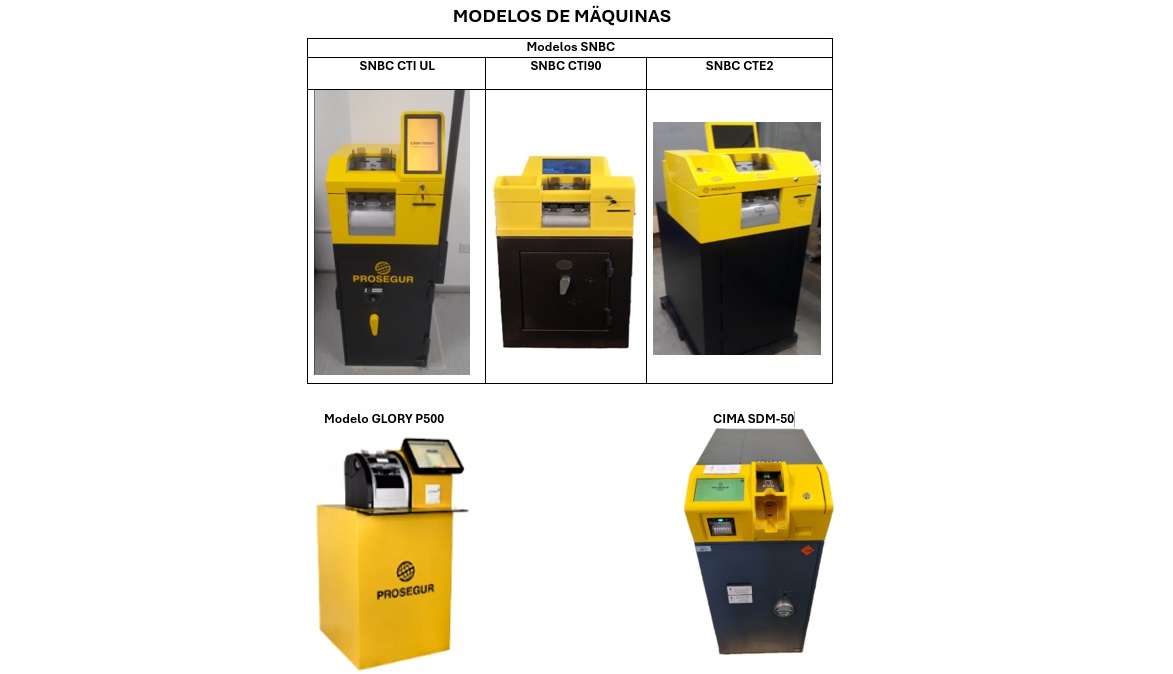 MODELOS DE MÄQUINAS
Modelos SNBC
SNBC CTI UL
SNBC CTI90
SNBC CTE2
PROSEGUR
PROSEGUR
Modelo GLORY P500
CIMA SDM-50
PROSEGUR